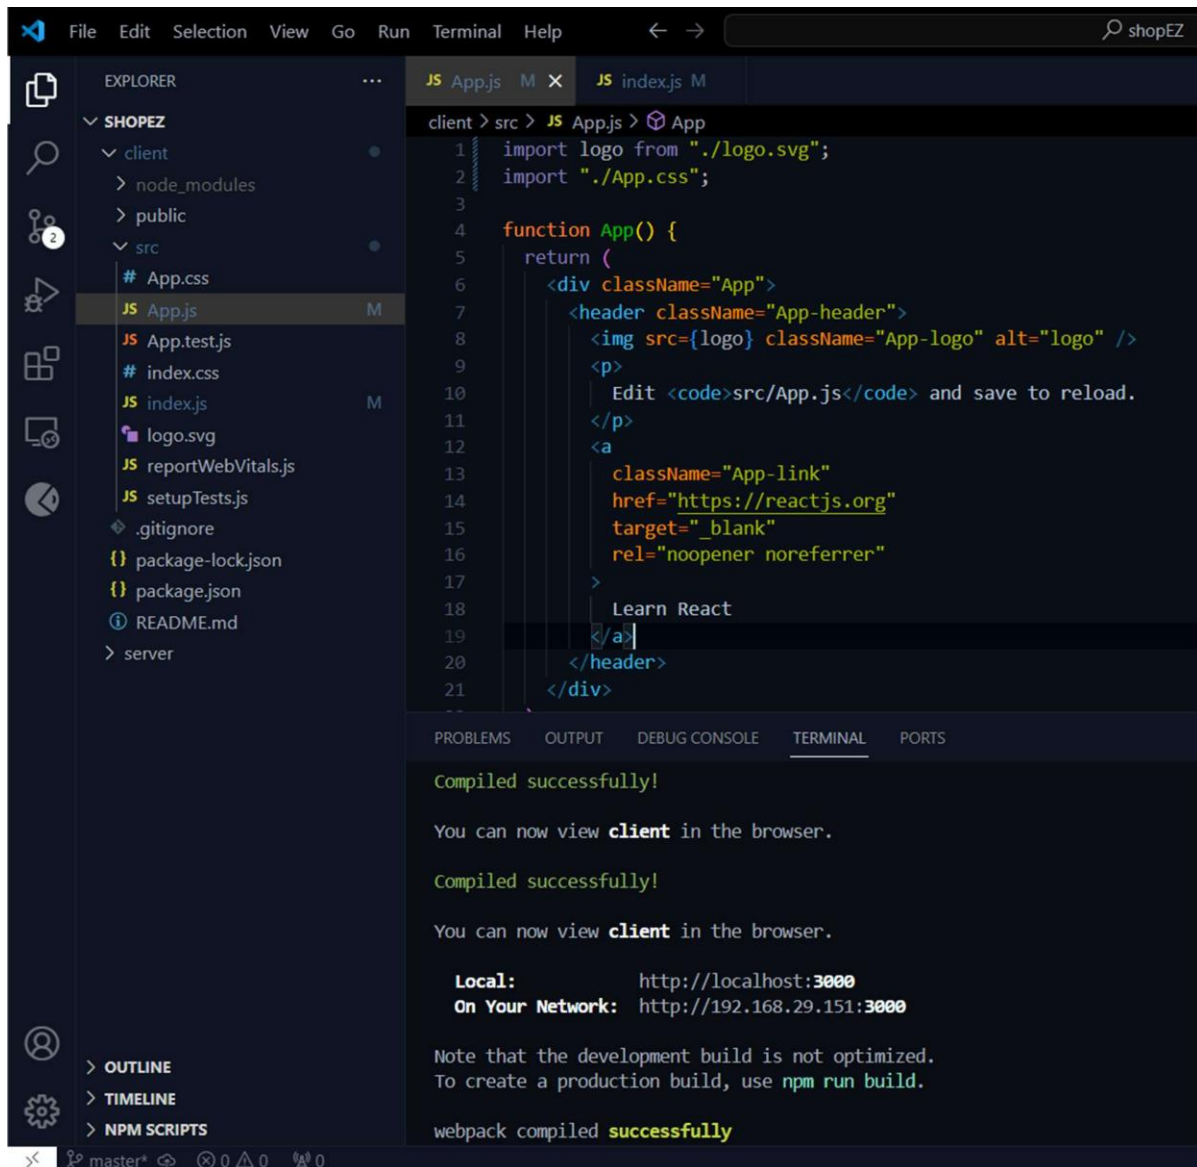 File Edit Selection View Go Run Terminal Help shopEZ
EXPLORER ...
SHOPEZ
client
node_modules
public
2
src
# App.css
JS App.js M
JS App.test.js
# index.css
JS index.js M
logo.svg
JS reportWebVitals.js
JS setupTests.js
.gitignore
{} package-lock.json
{} package.json
README.md
server
OUTLINE
TIMELINE
NPM SCRIPTS
JS App.js M JS index.js M
client > src > JS App.js > App
1 import logo from "./logo.svg";
2 import "./App.css";
3
4 function App() {
5 return (
6 <div className="App">
7 <header className="App-header">
8 <img src={logo} className="App-logo" alt="logo" />
9 <p>
10 Edit <code>src/App.js</code> and save to reload.
11 </p>
12 <a
13 className="App-link"
14 href="https://reactjs.org"
15 target="_blank"
16 rel="noopener noreferrer"
17 >
18 Learn React
19 </a>
20 </header>
21 </div>
PROBLEMS OUTPUT DEBUG CONSOLE TERMINAL PORTS
Compiled successfully!
You can now view client in the browser.
Compiled successfully!
You can now view client in the browser.
Local: http://localhost:3000
On Your Network: http://192.168.29.151:3000
Note that the development build is not optimized.
To create a production build, use npm run build.
webpack compiled successfully
master* 0 0 0